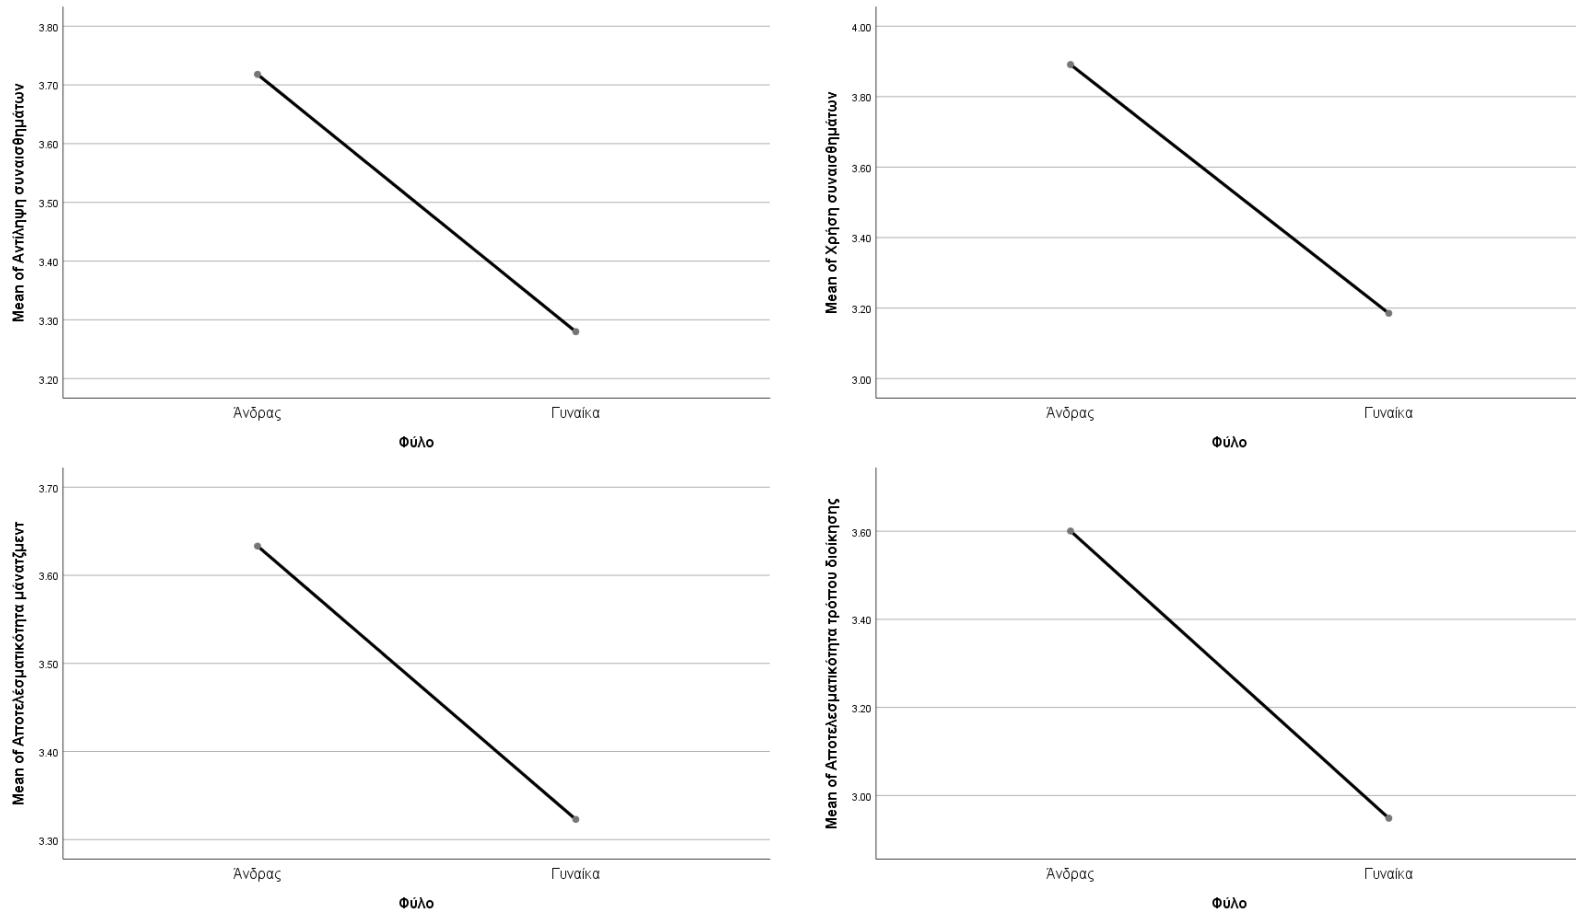 Mean of Αντίληψη συναισθημάτων
3.80
3.70
3.60
3.50
3.40
3.30
3.20
Άνδρας Γυναίκα
Φύλο
Mean of Χρήση συναισθημάτων
4.00
3.80
3.60
3.40
3.20
3.00
Άνδρας Γυναίκα
Φύλο
Mean of Αποτελέσματικότητα μάνατζμεντ
3.70
3.60
3.50
3.40
3.30
Άνδρας Γυναίκα
Φύλο
Mean of Αποτελεσματικότητα τρόπου διοίκησης
3.60
3.40
3.20
3.00
Άνδρας Γυναίκα
Φύλο